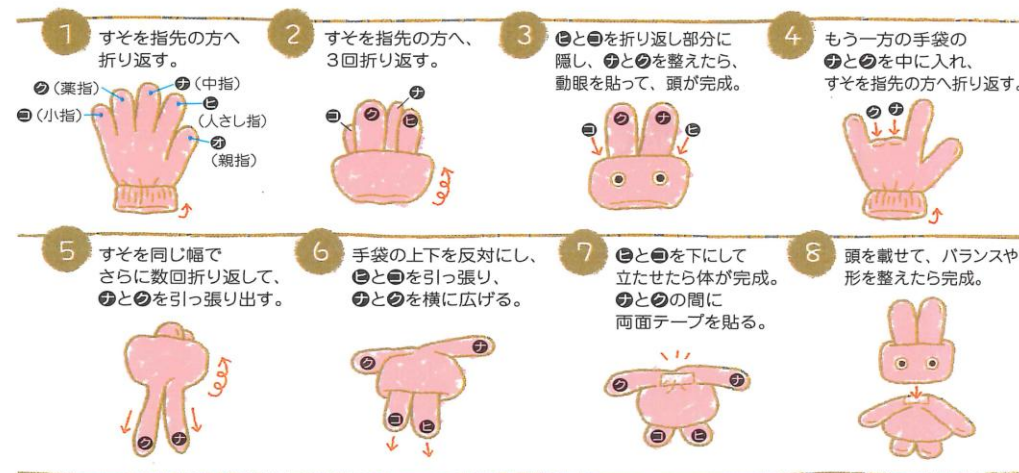 1
すそを指先の方へ
折り返す。
ク(薬指)
ナ(中指)
コ(小指)
ヒ
(人さし指)
オ
(親指)
2
すそを指先の方へ、
3回折り返す。
ナ
コ
ク
ヒ
3
ヒとコを折り返し部分に
隠し、ナとクを整えたら、
動眼を貼って、頭が完成。
コ
ク
ナ
ヒ
4
もう一方の手袋の
ナとクを中に入れ、
すそを指先の方へ折り返す。
ク ナ
5
すそを同じ幅で
さらに数回折り返して、
ナとクを引っ張り出す。
ク
ナ
6
手袋の上下を反対にし、
ヒとコを引っ張り、
ナとクを横に広げる。
ク
ナ
コ
ヒ
7
ヒとコを下にして
立たせたら体が完成。
ナとクの間に
両面テープを貼る。
ク
ナ
コ
ヒ
8
頭を載せて、バランスや
形を整えたら完成。